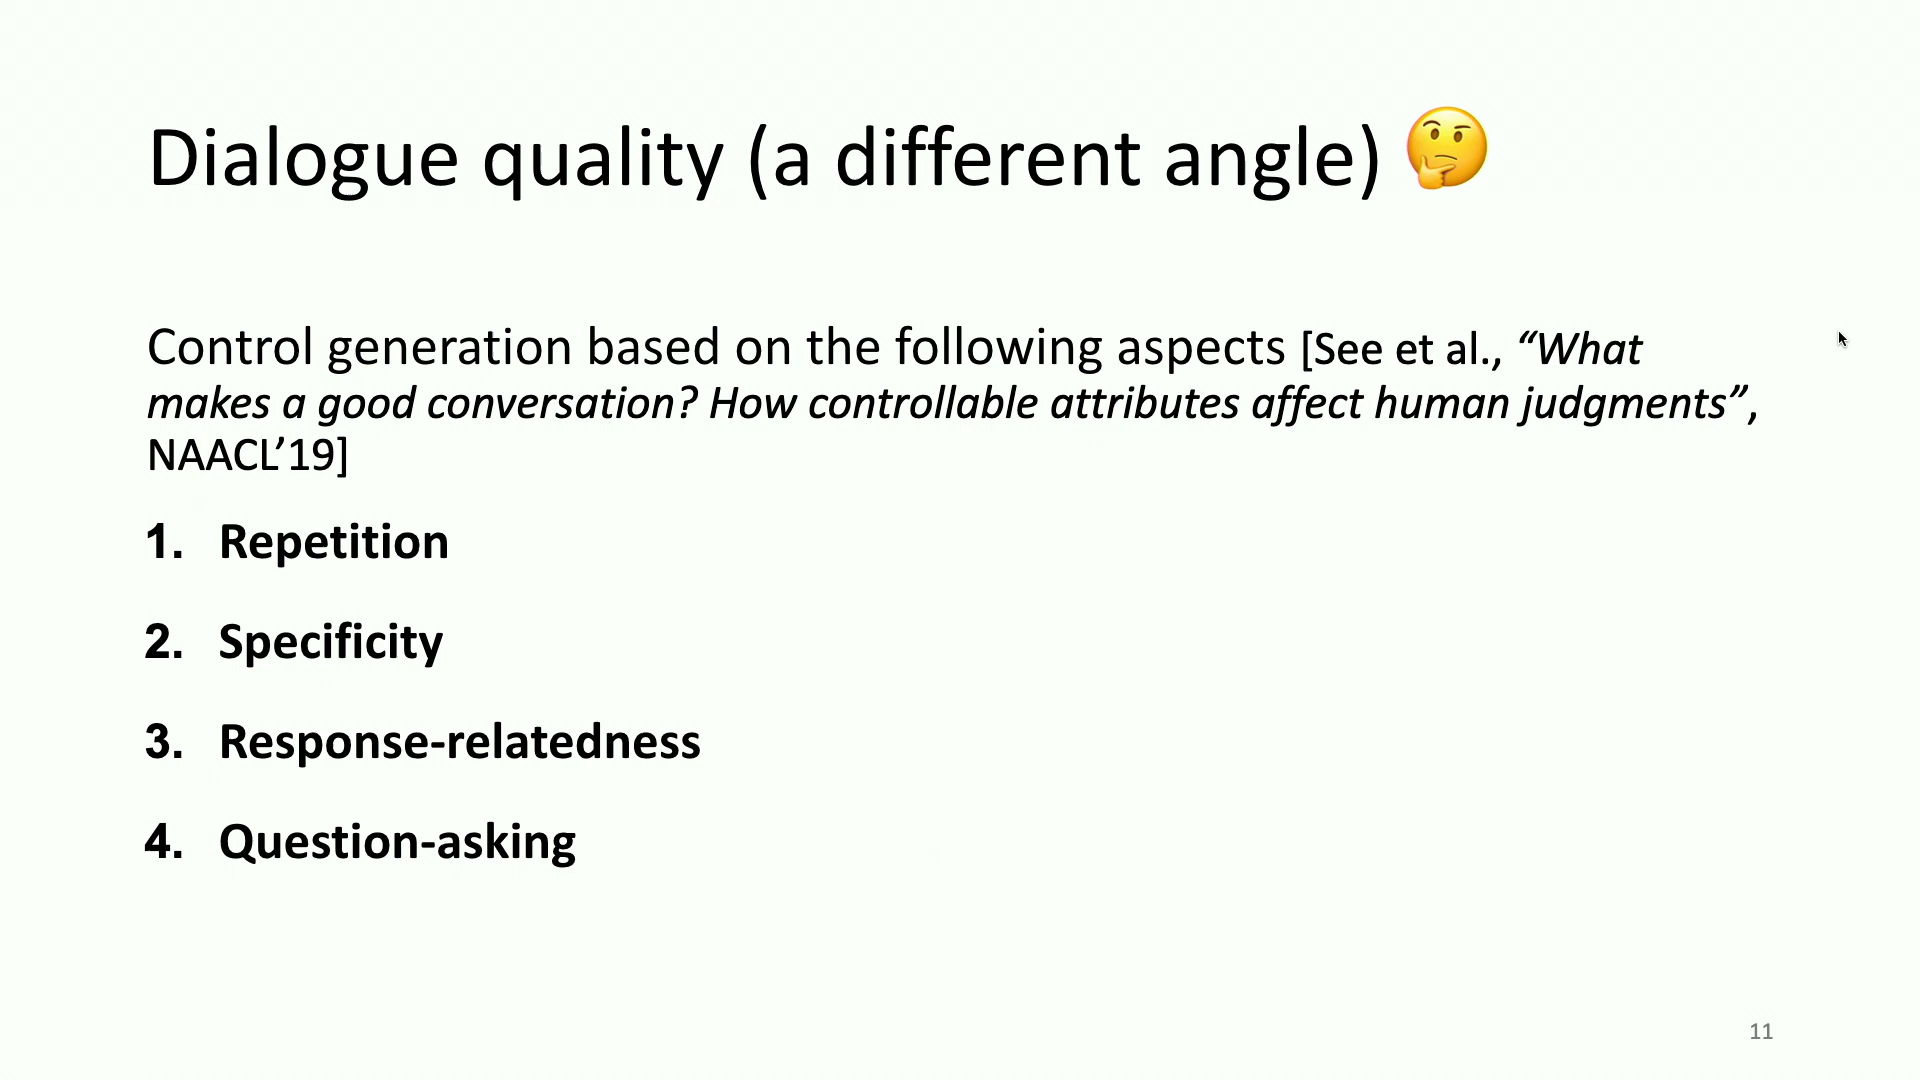 Dialogue quality (a different angle) 🤔
Control generation based on the following aspects [See et al., “What
makes a good conversation? How controllable attributes affect human judgments”,
NAACL’19]
1. Repetition
2. Specificity
3. Response-relatedness
4. Question-asking
11